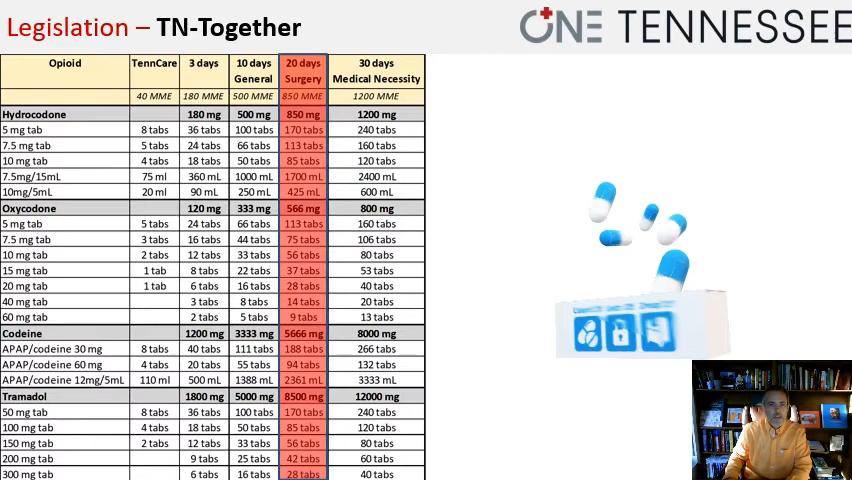 Legislation – TN-Together
ONE TENNESSEE
Opioid TennCare 3 days 10 days 20 days 30 days
General Surgery Medical Necessity
40 MME 180 MME 500 MME 850 MME 1200 MME
Hydrocodone 180 mg 500 mg 850 mg 1200 mg
5 mg tab 8 tabs 36 tabs 100 tabs 170 tabs 240 tabs
7.5 mg tab 5 tabs 24 tabs 66 tabs 113 tabs 160 tabs
10 mg tab 4 tabs 18 tabs 50 tabs 85 tabs 120 tabs
7.5mg/15mL 75 ml 360 mL 1000 mL 1700 mL 2400 mL
10mg/5mL 20 ml 90 mL 250 mL 425 mL 600 mL
Oxycodone 120 mg 333 mg 566 mg 800 mg
5 mg tab 5 tabs 24 tabs 66 tabs 113 tabs 160 tabs
7.5 mg tab 3 tabs 16 tabs 44 tabs 75 tabs 106 tabs
10 mg tab 2 tabs 12 tabs 33 tabs 56 tabs 80 tabs
15 mg tab 1 tab 8 tabs 22 tabs 37 tabs 53 tabs
20 mg tab 1 tab 6 tabs 16 tabs 28 tabs 40 tabs
40 mg tab 3 tabs 8 tabs 14 tabs 20 tabs
60 mg tab 2 tabs 5 tabs 9 tabs 13 tabs
Codeine 1200 mg 3333 mg 5666 mg 8000 mg
APAP/codeine 30 mg 8 tabs 40 tabs 111 tabs 188 tabs 266 tabs
APAP/codeine 60 mg 4 tabs 20 tabs 55 tabs 94 tabs 132 tabs
APAP/codeine 12mg/5mL 110 ml 500 mL 1388 mL 2361 mL 3333 mL
Tramadol 1800 mg 5000 mg 8500 mg 12000 mg
50 mg tab 8 tabs 36 tabs 100 tabs 170 tabs 240 tabs
100 mg tab 4 tabs 18 tabs 50 tabs 85 tabs 120 tabs
150 mg tab 2 tabs 12 tabs 33 tabs 56 tabs 80 tabs
200 mg tab 9 tabs 25 tabs 42 tabs 60 tabs
300 mg tab 6 tabs 16 tabs 28 tabs 40 tabs